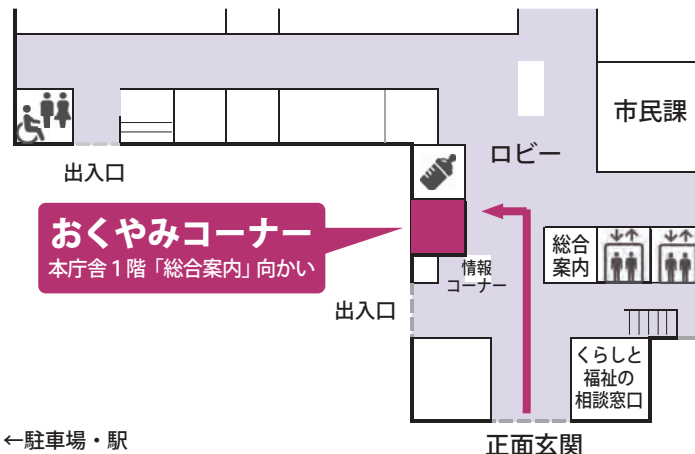 市民課
ロビー
出入口
おくやみコーナー
本庁舎1階「総合案内」向かい
総合
案内
情報
コーナー
出入口
くらしと
福祉の
相談窓口
←駐車場・駅
正面玄関